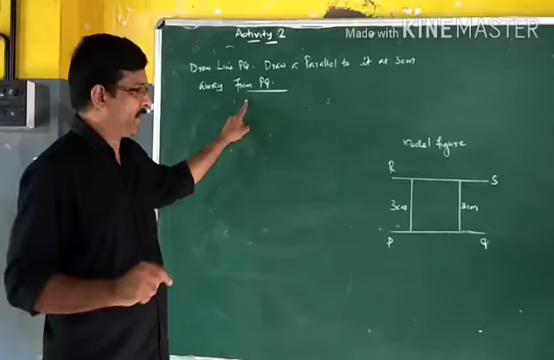 Activity 2
Made with KINEMASTER
Draw Line PQ. Draw a Parallel to it at 3cm
away from PQ.
model figure
R
S
3cm
3cm
P
Q